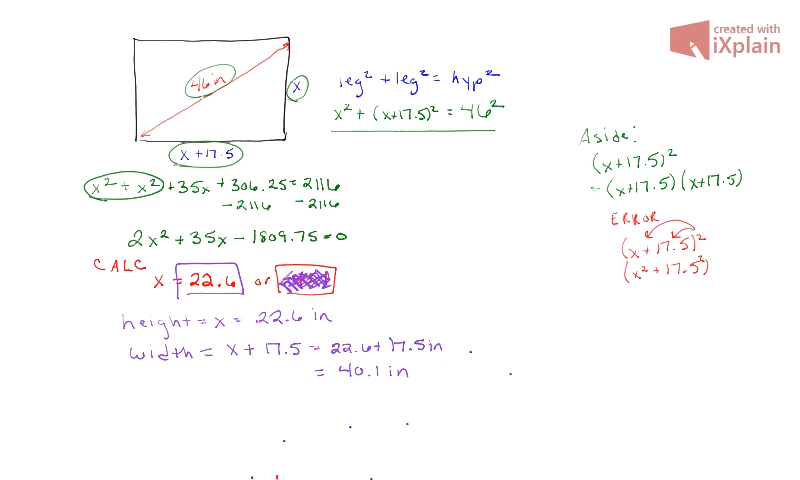 created with
iXplain
46in
x
x+17.5
leg² + leg² = hyp²
x² + (x+17.5)² = 46²
Aside:
(x+17.5)²
= (x+17.5)(x+17.5)
ERROR
(x + 17.5)²
(x² + 17.5²)
x² + x² + 35x + 306.25 = 2116
-2116 -2116
2x² + 35x - 1809.75 = 0
CALC
x = 22.6 or
height = x = 22.6 in
width = x + 17.5 = 22.6 + 17.5 in
= 40.1 in